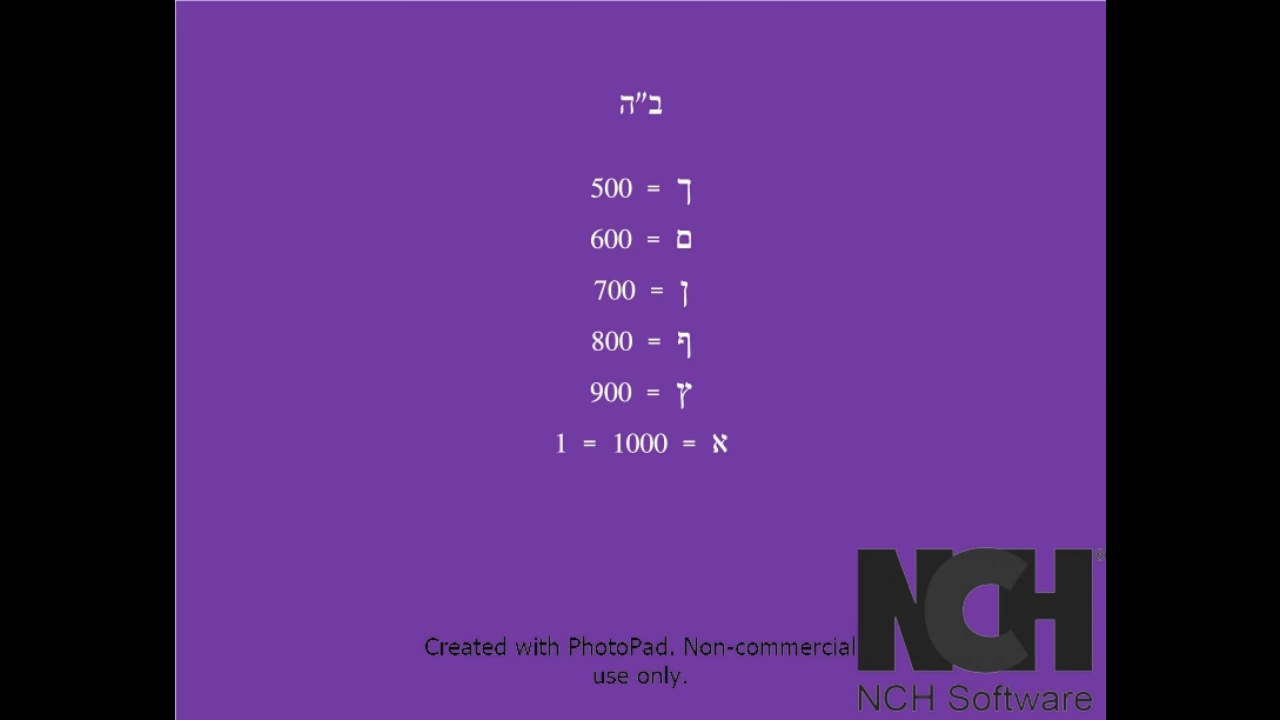 ב"ה
500 = ך
600 = ם
700 = ן
800 = ף
900 = ץ
1 = 1000 = א
Created with PhotoPad. Non-commercial
use only.
NCH®
NCH Software